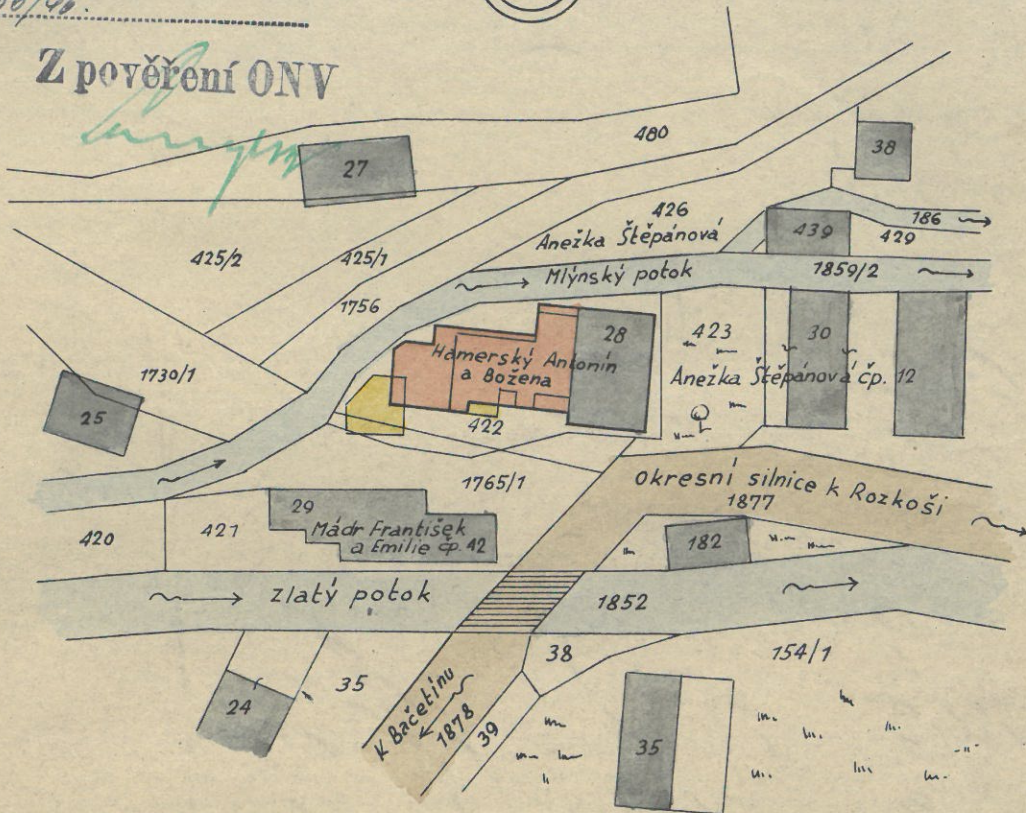 Z pověření ONV
480
27
38
426
186
Anežka Štěpánová
439
429
425/2
425/1
Mlýnský potok
1859/2
1756
28
423
30
Hamerský Antonín
a Božena
Anežka Štěpánová čp. 12
1730/1
25
422
1765/1
okresní silnice k Rozkoši
1877
29
420
421
Mádr František
a Emilie čp. 42
182
zlatý potok
1852
38
154/1
35
24
K Bačetínu
1878
39
35